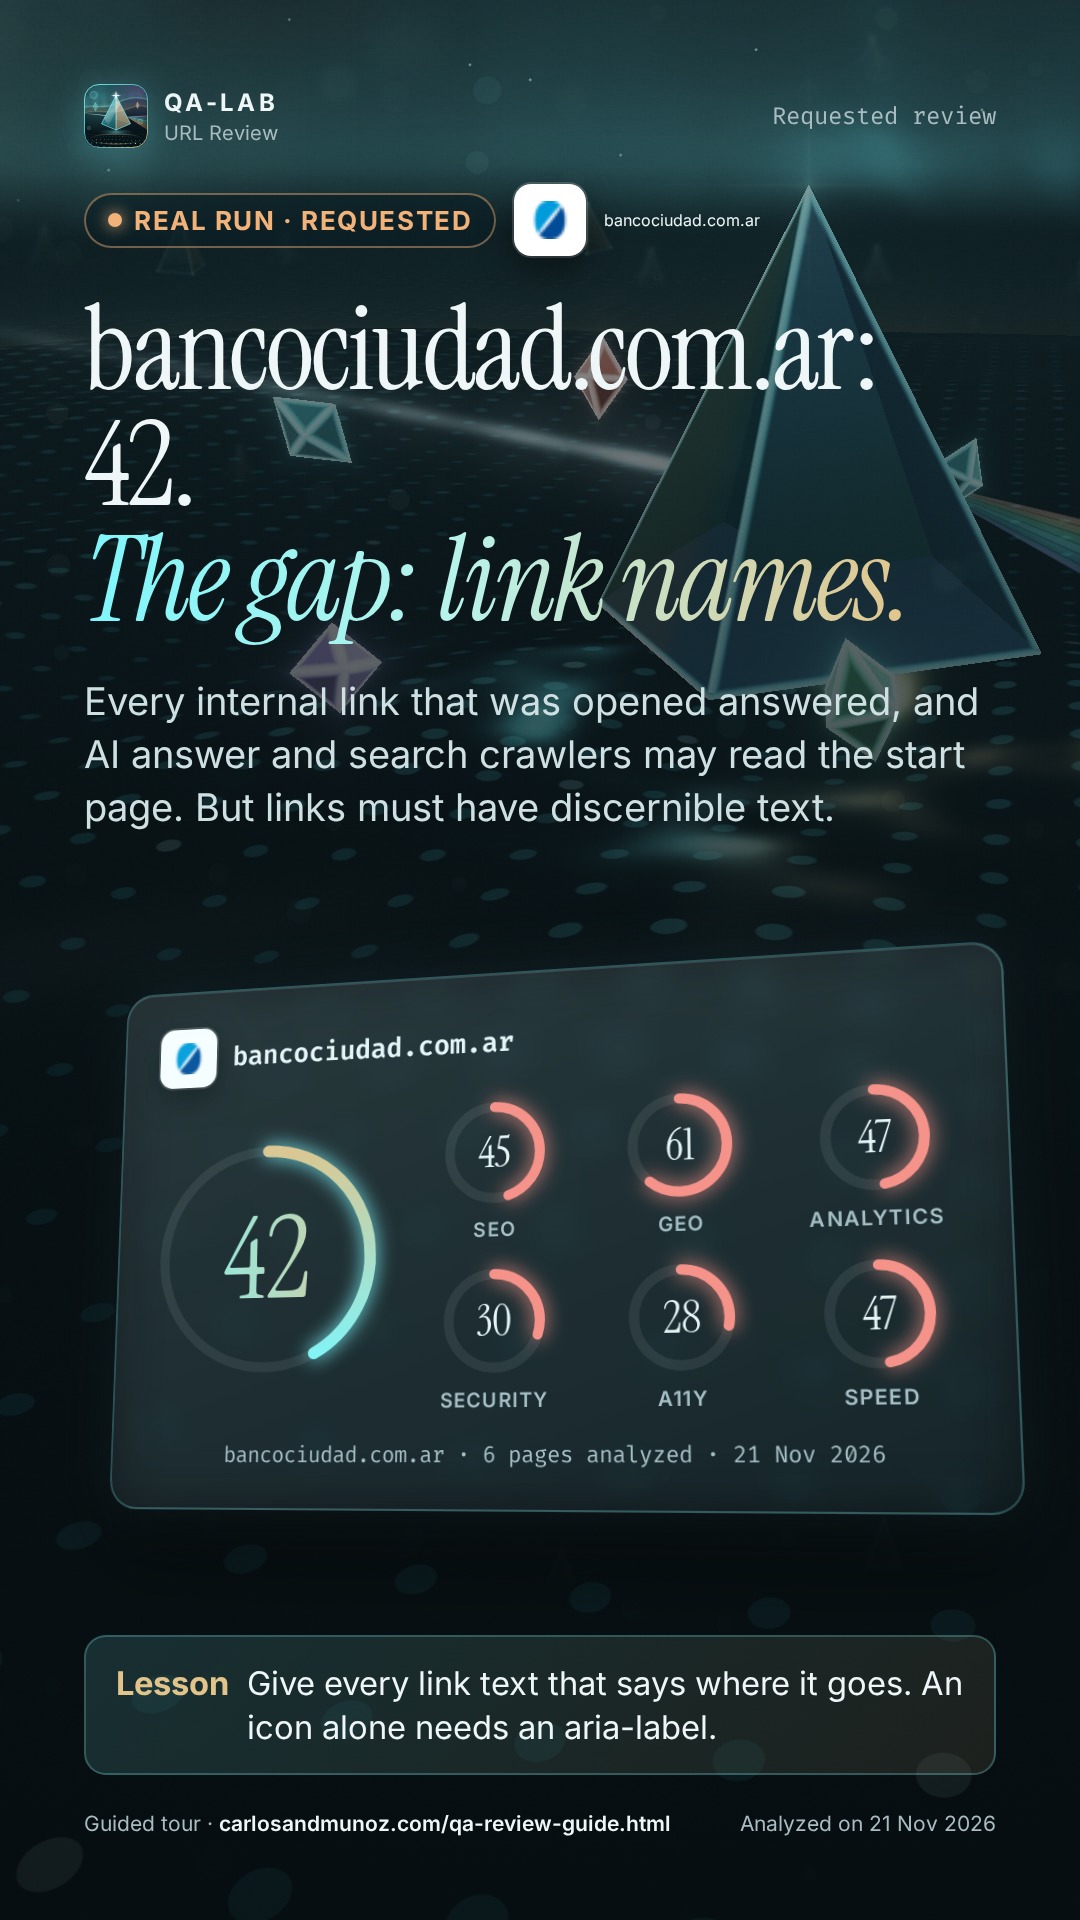 QA-LAB
URL Review
Requested review
REAL RUN · REQUESTED
bancociudad.com.ar
bancociudad.com.ar:
42.
The gap: link names.
Every internal link that was opened answered, and
AI answer and search crawlers may read the start
page. But links must have discernible text.
bancociudad.com.ar
42
45
SEO
61
GEO
47
ANALYTICS
30
SECURITY
28
A11Y
47
SPEED
bancociudad.com.ar · 6 pages analyzed · 21 Nov 2026
Lesson Give every link text that says where it goes. An
icon alone needs an aria-label.
Guided tour · carlosandmunoz.com/qa-review-guide.html
Analyzed on 21 Nov 2026